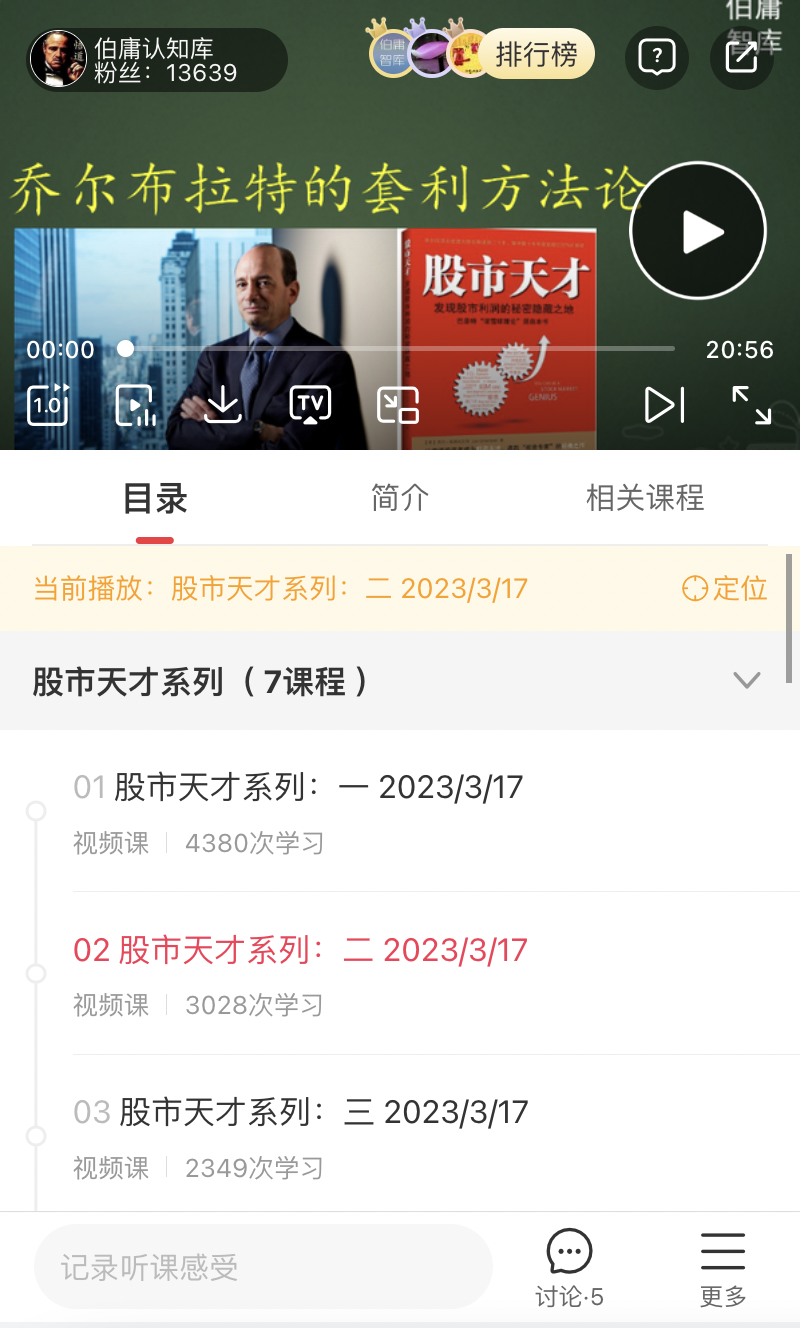 伯庸
智库
伯庸认知库
粉丝：13639
伯庸
智库
排行榜
?
乔尔布拉特的套利方法论
股市天才
发现股市利润的秘密隐藏之地
GENIUS
00:00
20:56
1.0
TV
目录
简介
相关课程
当前播放：股市天才系列：二 2023/3/17
定位
股市天才系列（7课程）
01 股市天才系列：一 2023/3/17
视频课
4380次学习
02 股市天才系列：二 2023/3/17
视频课
3028次学习
03 股市天才系列：三 2023/3/17
视频课
2349次学习
记录听课感受
讨论·5
更多